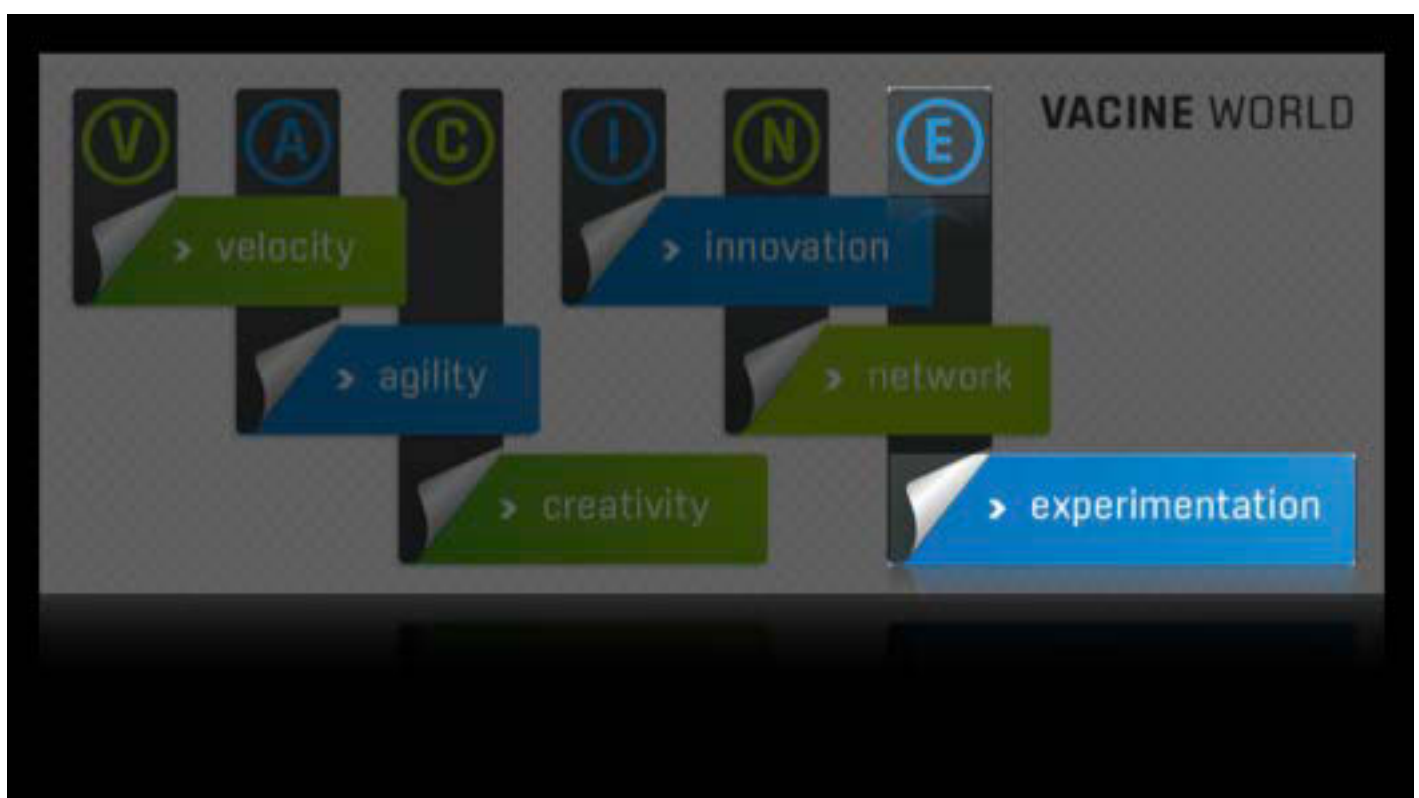 V A C I N E
VACINE WORLD
> velocity
> innovation
> agility
> network
> creativity
> experimentation